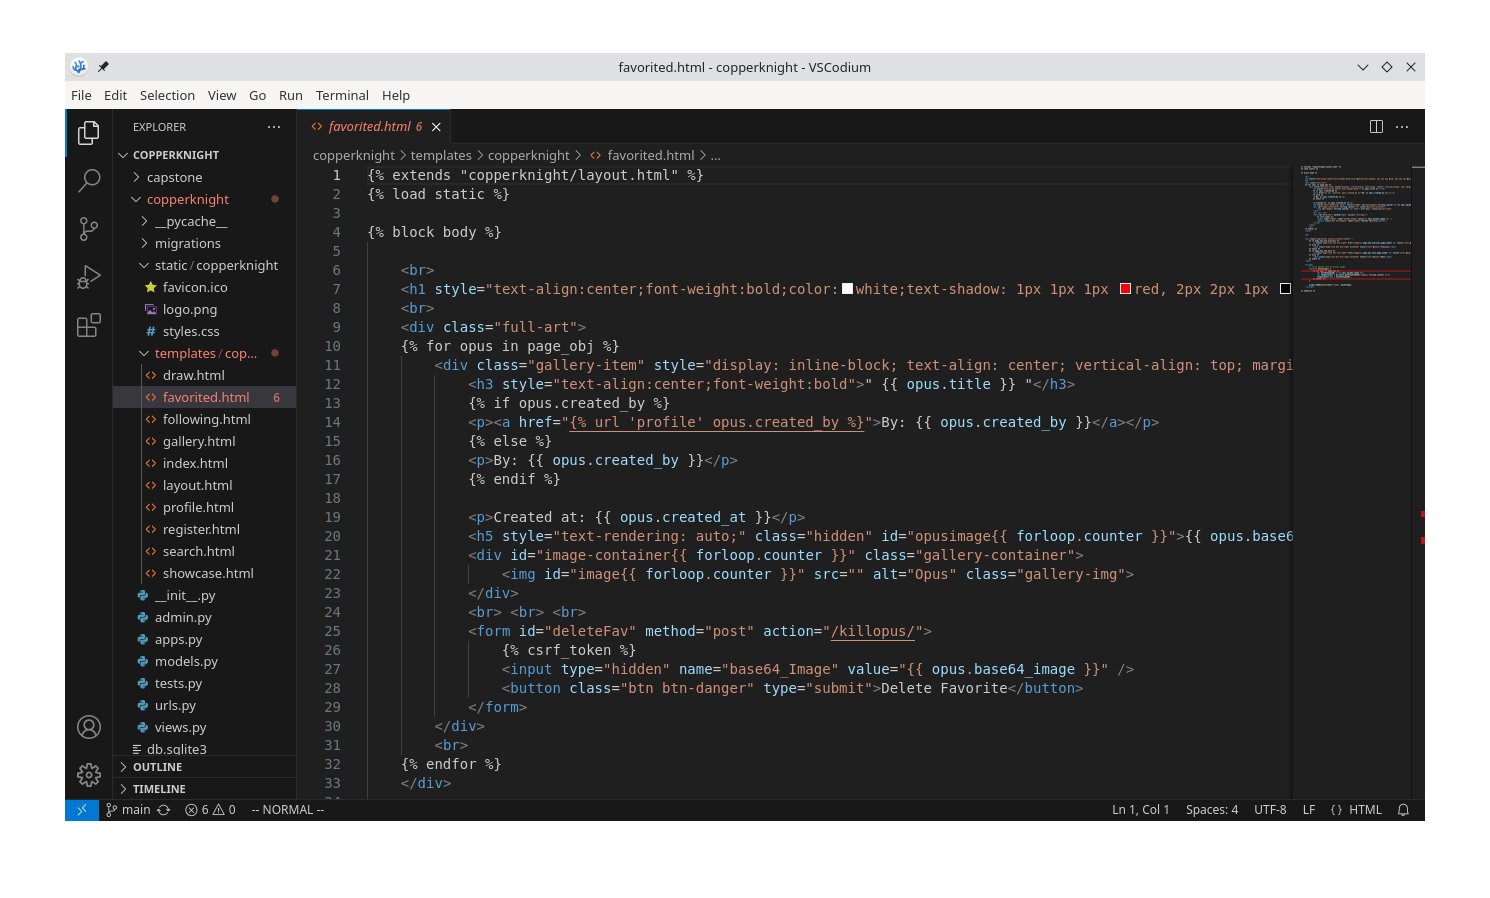 favorited.html - copperknight - VSCodium
File Edit Selection View Go Run Terminal Help
EXPLORER
COPPERKNIGHT
capstone
copperknight
__pycache__
migrations
static/copperknight
favicon.ico
logo.png
styles.css
templates/cop...
draw.html
favorited.html 6
following.html
gallery.html
index.html
layout.html
profile.html
register.html
search.html
showcase.html
__init__.py
admin.py
apps.py
models.py
tests.py
urls.py
views.py
db.sqlite3
OUTLINE
TIMELINE
favorited.html 6
copperknight > templates > copperknight > favorited.html > ...
1 {% extends "copperknight/layout.html" %}
2 {% load static %}
3
4 {% block body %}
5
6 <br>
7 <h1 style="text-align:center;font-weight:bold;color:white;text-shadow: 1px 1px 1px red, 2px 2px 1px
8 <br>
9 <div class="full-art">
10 {% for opus in page_obj %}
11 <div class="gallery-item" style="display: inline-block; text-align: center; vertical-align: top; margi
12 <h3 style="text-align:center;font-weight:bold">" {{ opus.title }} "</h3>
13 {% if opus.created_by %}
14 <p><a href="{% url 'profile' opus.created_by %}">By: {{ opus.created_by }}</a></p>
15 {% else %}
16 <p>By: {{ opus.created_by }}</p>
17 {% endif %}
18
19 <p>Created at: {{ opus.created_at }}</p>
20 <h5 style="text-rendering: auto;" class="hidden" id="opusimage{{ forloop.counter }}">{{ opus.base6
21 <div id="image-container{{ forloop.counter }}" class="gallery-container">
22 <img id="image{{ forloop.counter }}" src="" alt="Opus" class="gallery-img">
23 </div>
24 <br> <br> <br>
25 <form id="deleteFav" method="post" action="/killopus/">
26 {% csrf_token %}
27 <input type="hidden" name="base64_Image" value="{{ opus.base64_image }}" />
28 <button class="btn btn-danger" type="submit">Delete Favorite</button>
29 </form>
30 </div>
31 <br>
32 {% endfor %}
33 </div>
main 6 0 -- NORMAL -- Ln 1, Col 1 Spaces: 4 UTF-8 LF {} HTML